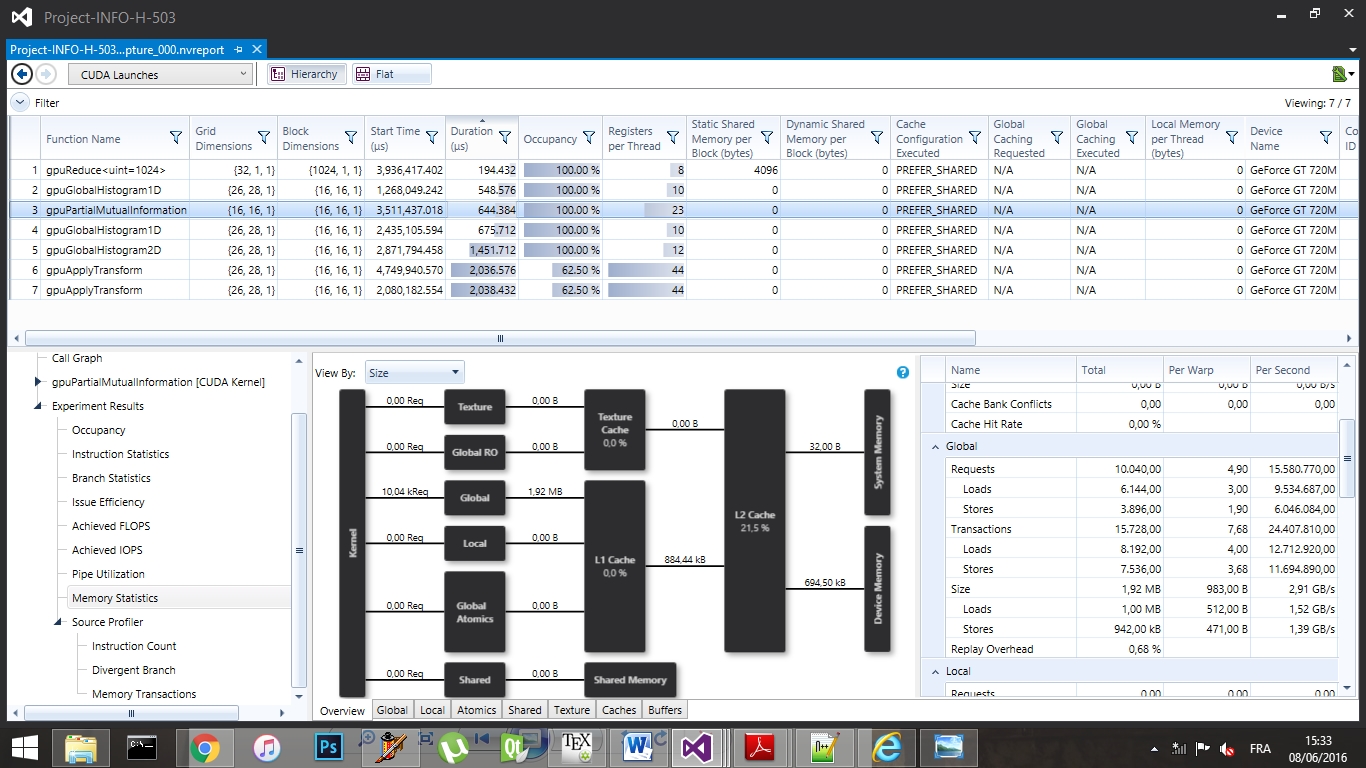 Project-INFO-H-503
Project-INFO-H-503...pture_000.nvreport
CUDA Launches Hierarchy Flat
Filter Viewing: 7 / 7
Function Name Grid Dimensions Block Dimensions Start Time (µs) Duration (µs) Occupancy Registers per Thread Static Shared Memory per Block (bytes) Dynamic Shared Memory per Block (bytes) Cache Configuration Executed Global Caching Requested Global Caching Executed Local Memory per Thread (bytes) Device Name Co ID
1 gpuReduce<uint=1024> {32, 1, 1} {1024, 1, 1} 3,936,417.402 194.432 100.00 % 8 4096 0 PREFER_SHARED N/A N/A 0 GeForce GT 720M
2 gpuGlobalHistogram1D {26, 28, 1} {16, 16, 1} 1,268,049.242 548.576 100.00 % 10 0 0 PREFER_SHARED N/A N/A 0 GeForce GT 720M
3 gpuPartialMutualInformation {16, 16, 1} {16, 16, 1} 3,511,437.018 644.384 100.00 % 23 0 0 PREFER_SHARED N/A N/A 0 GeForce GT 720M
4 gpuGlobalHistogram1D {26, 28, 1} {16, 16, 1} 2,435,105.594 675.712 100.00 % 10 0 0 PREFER_SHARED N/A N/A 0 GeForce GT 720M
5 gpuGlobalHistogram2D {26, 28, 1} {16, 16, 1} 2,871,794.458 1,451.712 100.00 % 12 0 0 PREFER_SHARED N/A N/A 0 GeForce GT 720M
6 gpuApplyTransform {26, 28, 1} {16, 16, 1} 4,749,940.570 2,036.576 62.50 % 44 0 0 PREFER_SHARED N/A N/A 0 GeForce GT 720M
7 gpuApplyTransform {26, 28, 1} {16, 16, 1} 2,080,182.554 2,038.432 62.50 % 44 0 0 PREFER_SHARED N/A N/A 0 GeForce GT 720M
Call Graph
gpuPartialMutualInformation [CUDA Kernel]
Experiment Results
Occupancy
Instruction Statistics
Branch Statistics
Issue Efficiency
Achieved FLOPS
Achieved IOPS
Pipe Utilization
Memory Statistics
Source Profiler
Instruction Count
Divergent Branch
Memory Transactions
View By: Size
Kernel
0,00 Req Texture 0,00 B
Texture Cache 0,0 %
0,00 B
0,00 Req Global RO 0,00 B
10,04 kReq Global 1,92 MB
0,00 Req Local 0,00 B
L1 Cache 0,0 %
884,44 kB
0,00 Req Global Atomics 0,00 B
0,00 Req Shared 0,00 B Shared Memory
L2 Cache 21,5 %
32,00 B System Memory
694,50 kB Device Memory
Overview Global Local Atomics Shared Texture Caches Buffers
Name Total Per Warp Per Second
Size 0,00 B 0,00 B 0,00 B/s
Cache Bank Conflicts 0,00 0,00 0,00
Cache Hit Rate 0,00 %
Global
Requests 10.040,00 4,90 15.580.770,00
Loads 6.144,00 3,00 9.534.687,00
Stores 3.896,00 1,90 6.046.084,00
Transactions 15.728,00 7,68 24.407.810,00
Loads 8.192,00 4,00 12.712.920,00
Stores 7.536,00 3,68 11.694.890,00
Size 1,92 MB 983,00 B 2,91 GB/s
Loads 1,00 MB 512,00 B 1,52 GB/s
Stores 942,00 kB 471,00 B 1,39 GB/s
Replay Overhead 0,68 %
Local
Requests 0,00 0,00 0,00
C:\_
Ps
Qt
TEX
W
n++
FRA
15:33
08/06/2016